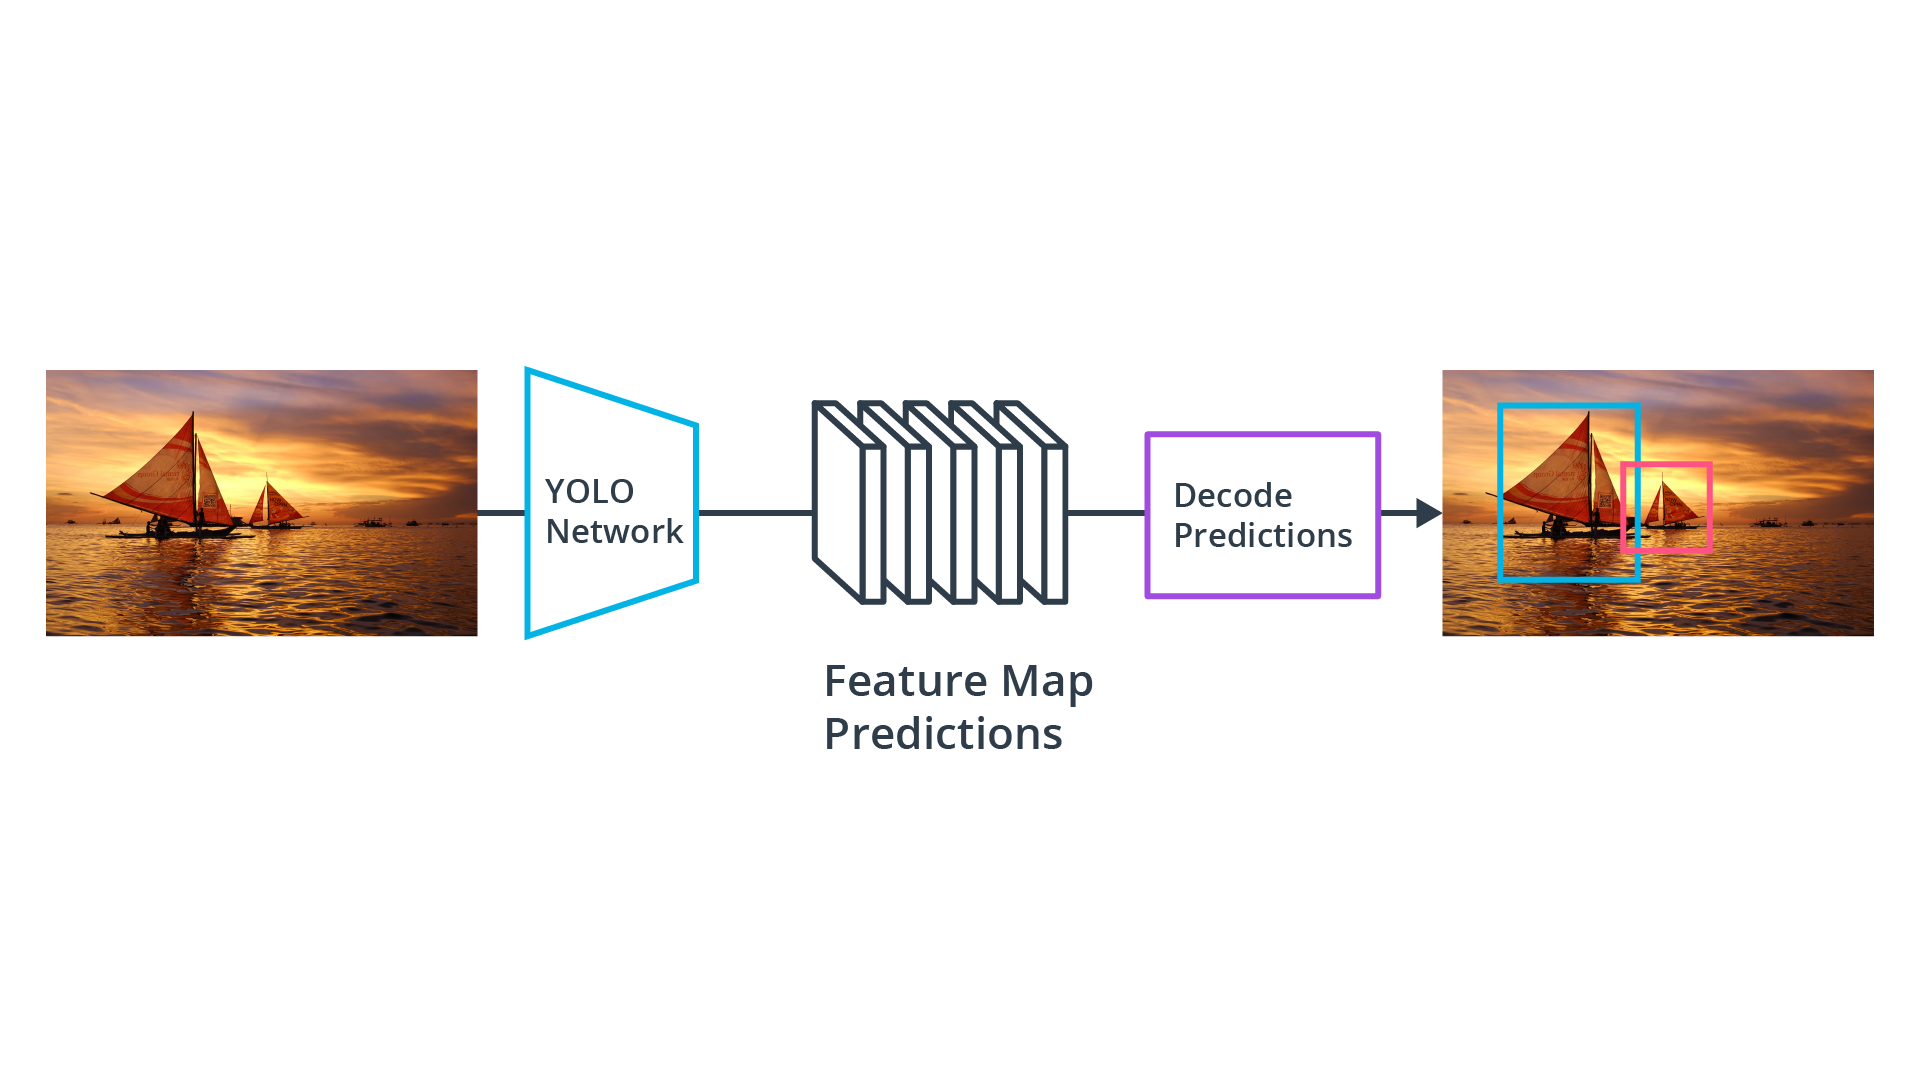 YOLO
Network
Feature Map
Predictions
Decode
Predictions